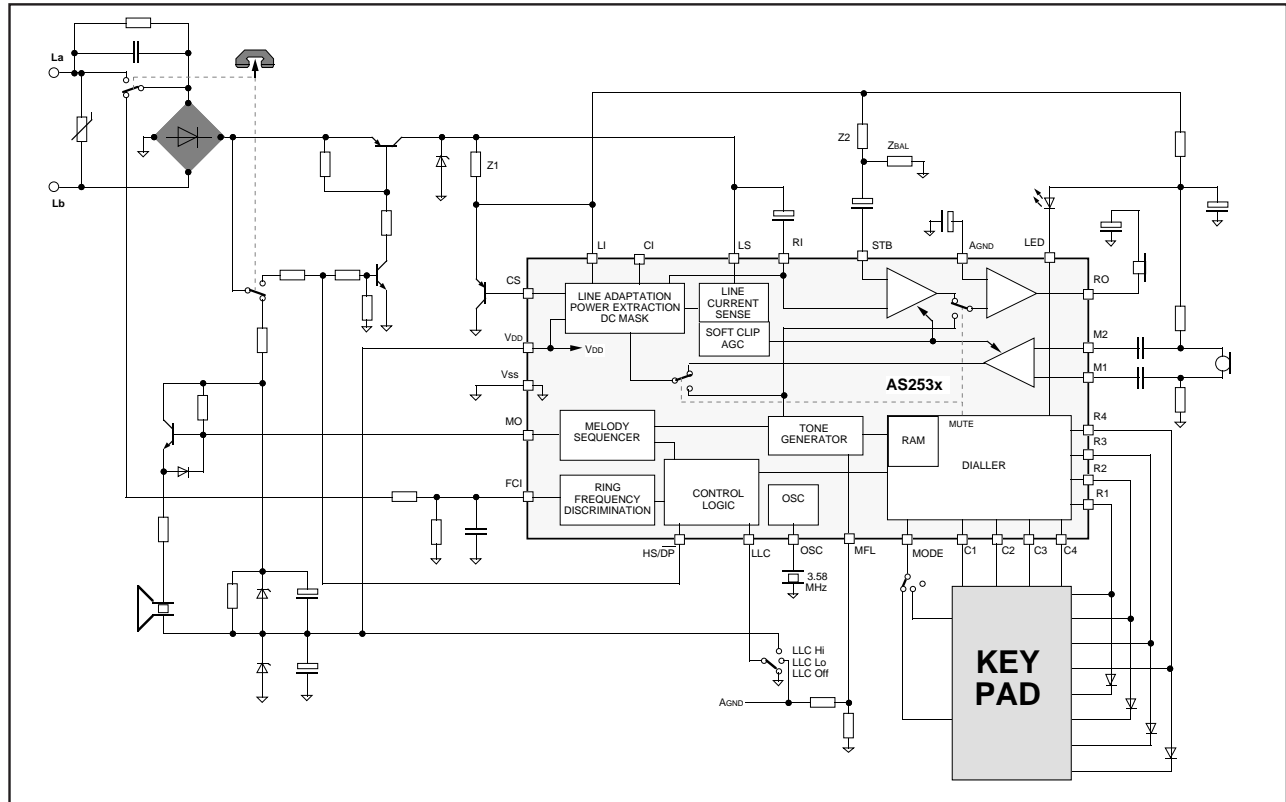 La
Lb
Z1
Z2
ZBAL
LI
CI
LS
RI
STB
AGND
LED
CS
LINE ADAPTATION
POWER EXTRACTION
DC MASK
LINE
CURRENT
SENSE
SOFT CLIP
AGC
RO
VDD
VDD
M2
M1
VSS
AS253x
MO
MELODY
SEQUENCER
TONE
GENERATOR
RAM
MUTE
DIALLER
R4
R3
R2
R1
FCI
RING
FREQUENCY
DISCRIMINATION
CONTROL
LOGIC
OSC
HS/DP
LLC
OSC
MFL
MODE
C1
C2
C3
C4
3.58
MHz
LLC Hi
LLC Lo
LLC Off
AGND
KEY
PAD